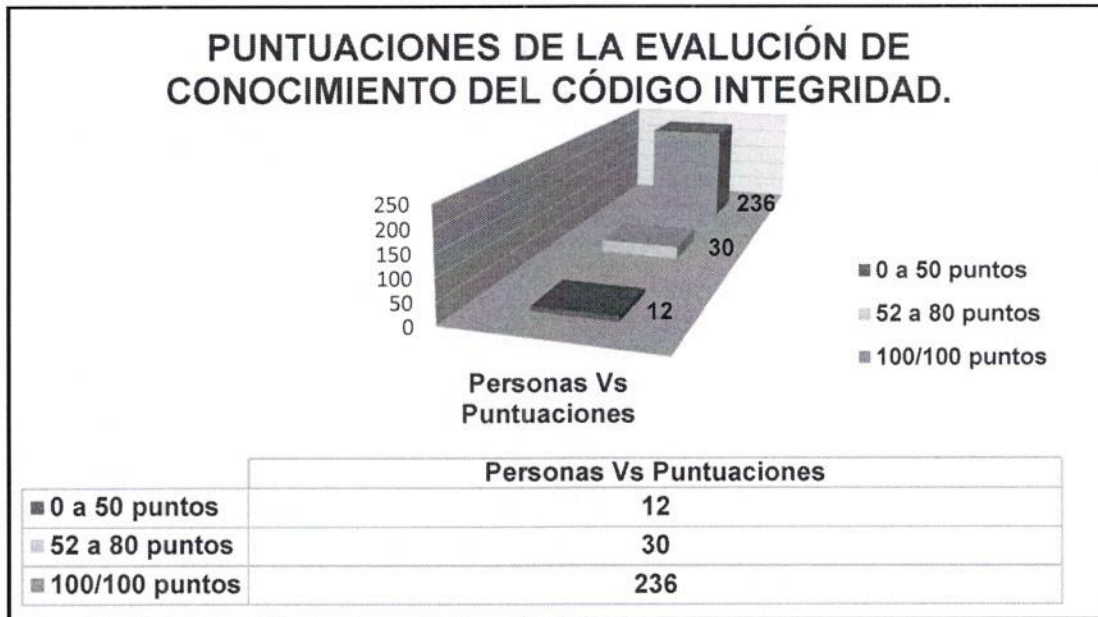 PUNTUACIONES DE LA EVALUCIÓN DE
CONOCIMIENTO DEL CÓDIGO INTEGRIDAD.
250
200
150
100
50
0
236
30
12
0 a 50 puntos
52 a 80 puntos
100/100 puntos
Personas Vs
Puntuaciones
Personas Vs Puntuaciones
0 a 50 puntos 12
52 a 80 puntos 30
100/100 puntos 236